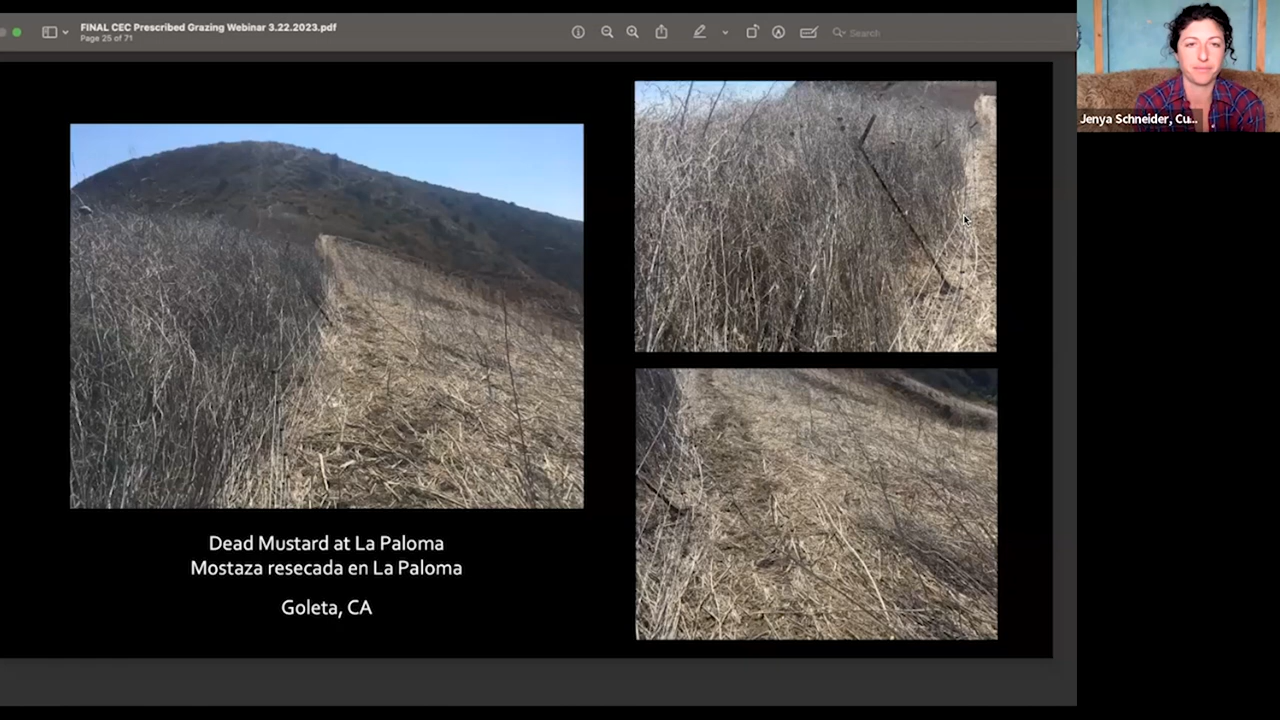 FINAL CEC Prescribed Grazing Webinar 3.22.2023.pdf
Page 25 of 71
Search
Jenya Schneider, Cu...
Dead Mustard at La Paloma
Mostaza resecada en La Paloma
Goleta, CA